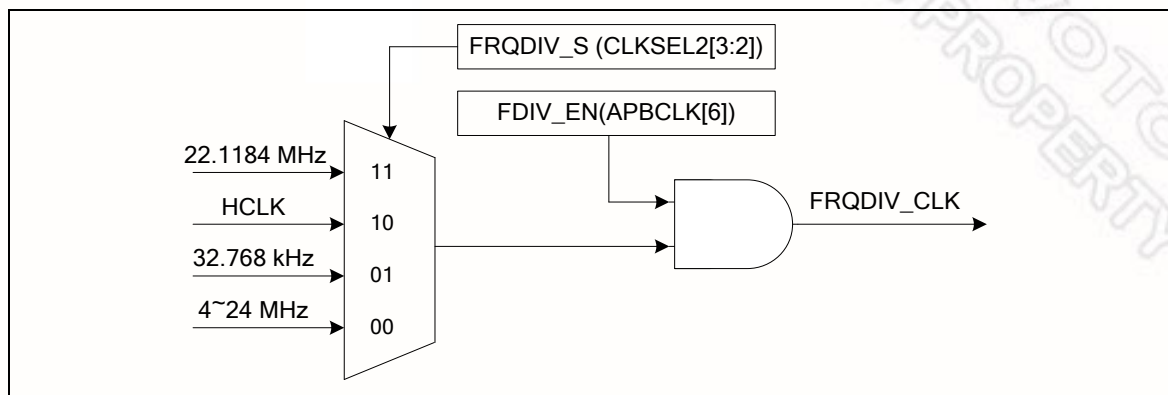 FRQDIV_S (CLKSEL2[3:2])
FDIV_EN(APBCLK[6])
22.1184 MHz
11
HCLK
10
32.768 kHz
01
4~24 MHz
00
FRQDIV_CLK
PROPERTY